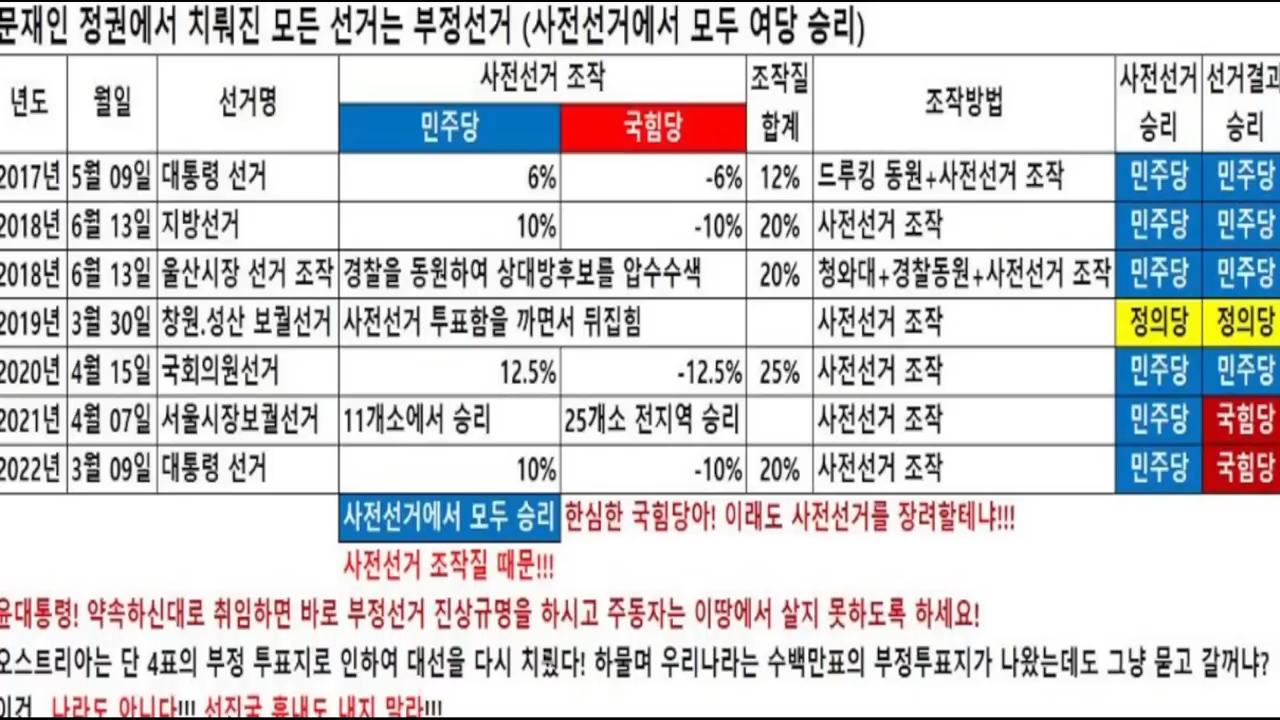 문재인 정권에서 치뤄진 모든 선거는 부정선거 (사전선거에서 모두 여당 승리)
년도 월일 선거명 사전선거 조작 조작질 합계 조작방법 사전선거 승리 선거결과 승리
민주당 국힘당
2017년 5월 09일 대통령 선거 6% -6% 12% 드루킹 동원+사전선거 조작 민주당 민주당
2018년 6월 13일 지방선거 10% -10% 20% 사전선거 조작 민주당 민주당
2018년 6월 13일 울산시장 선거 조작 경찰을 동원하여 상대방후보를 압수수색 20% 청와대+경찰동원+사전선거 조작 민주당 민주당
2019년 3월 30일 창원.성산 보궐선거 사전선거 투표함을 까면서 뒤집힘 사전선거 조작 정의당 정의당
2020년 4월 15일 국회의원선거 12.5% -12.5% 25% 사전선거 조작 민주당 민주당
2021년 4월 07일 서울시장보궐선거 11개소에서 승리 25개소 전지역 승리 사전선거 조작 민주당 국힘당
2022년 3월 09일 대통령 선거 10% -10% 20% 사전선거 조작 민주당 국힘당
사전선거에서 모두 승리 한심한 국힘당아! 이래도 사전선거를 장려할테냐!!!
사전선거 조작질 때문!!!
윤대통령! 약속하신대로 취임하면 바로 부정선거 진상규명을 하시고 주동자는 이땅에서 살지 못하도록 하세요!
오스트리아는 단 4표의 부정 투표지로 인하여 대선을 다시 치뤘다! 하물며 우리나라는 수백만표의 부정투표지가 나왔는데도 그냥 묻고 갈꺼냐?
이건 나라도 아니다!!! 선진국 흉내도 내지 말라!!!